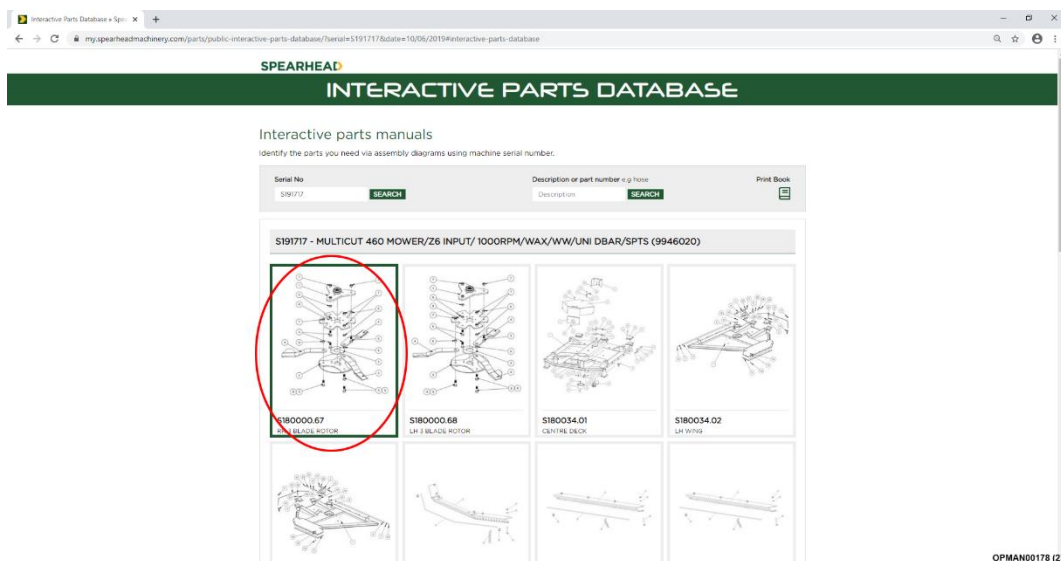 Interactive Parts Database » Spe
my.spearheadmachinery.com/parts/public-interactive-parts-database/?serial=S191717&date=10/06/2019#interactive-parts-database
SPEARHEAD
INTERACTIVE PARTS DATABASE
Interactive parts manuals
Identify the parts you need via assembly diagrams using machine serial number.
Serial No
Description or part number e.g hose
Print Book
S191717
SEARCH
Description
SEARCH
S191717 - MULTICUT 460 MOWER/Z6 INPUT/ 1000RPM/WAX/WW/UNI DBAR/SPTS (9946020)
S180000.67
RH 3 BLADE ROTOR
S180000.68
LH 3 BLADE ROTOR
S180034.01
CENTRE DECK
S180034.02
LH WING
OPMAN00178 (2